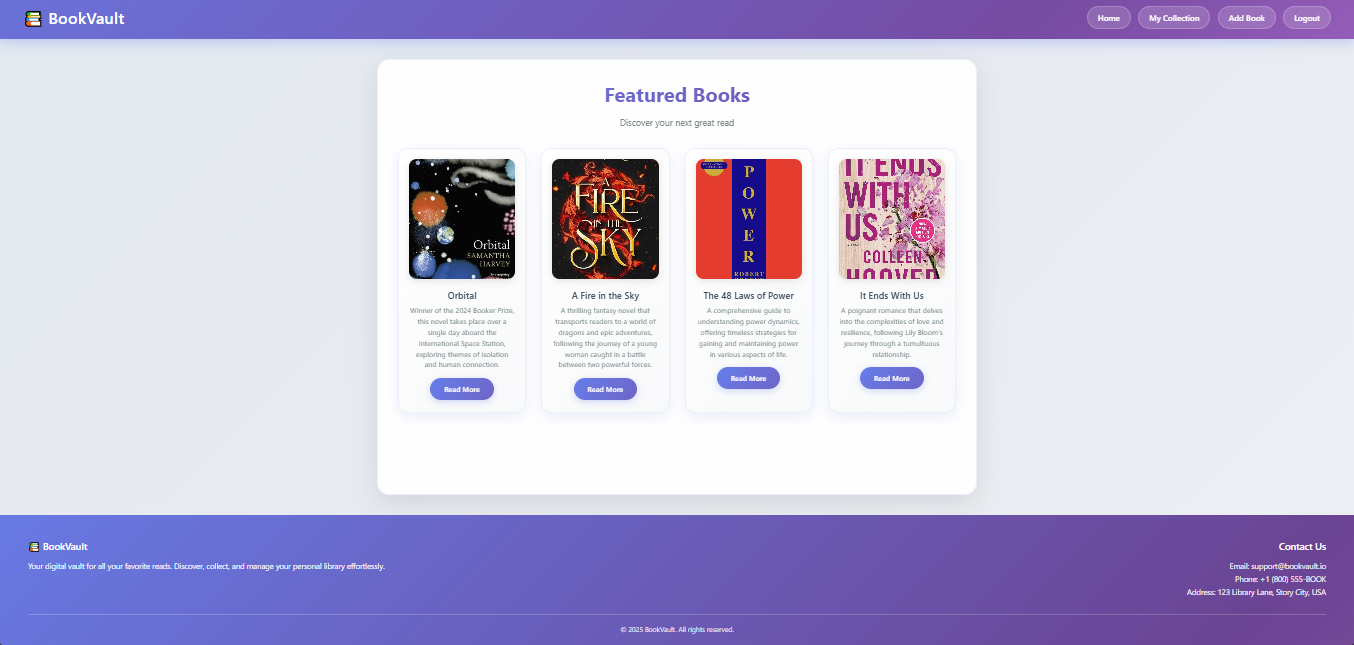 BookVault
Home
My Collection
Add Book
Logout
Featured Books
Discover your next great read
Orbital
SAMANTHA
HARVEY
A
FIRE
IN THE
SKY
P
O
W
E
R
ROBERT
IT ENDS
WITH
US
COLLEEN
HOOVER
Orbital
Winner of the 2024 Booker Prize,
this novel takes place over a
single day aboard the
International Space Station,
exploring themes of isolation
and human connection.
Read More
A Fire in the Sky
A thrilling fantasy novel that
transports readers to a world of
dragons and epic adventures,
following the journey of a young
woman caught in a battle
between two powerful forces.
Read More
The 48 Laws of Power
A comprehensive guide to
understanding power dynamics,
offering timeless strategies for
gaining and maintaining power
in various aspects of life.
Read More
It Ends With Us
A poignant romance that delves
into the complexities of love and
resilience, following Lily Bloom's
journey through a tumultuous
relationship.
Read More
BookVault
Your digital vault for all your favorite reads. Discover, collect, and manage your personal library effortlessly.
Contact Us
Email: support@bookvault.io
Phone: +1 (800) 555-BOOK
Address: 123 Library Lane, Story City, USA
© 2025 BookVault. All rights reserved.